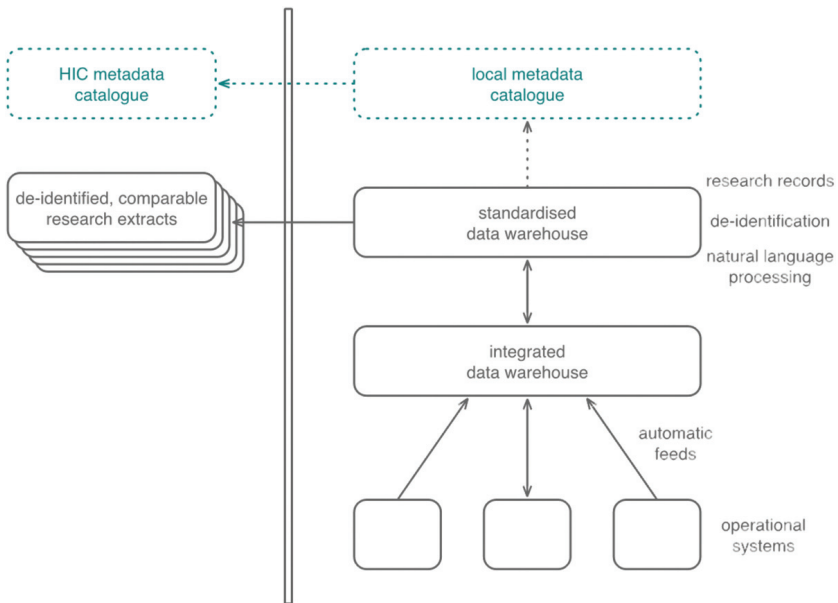 HIC metadata
catalogue
local metadata
catalogue
de-identified, comparable
research extracts
standardised
data warehouse
research records
de-identification
natural language
processing
integrated
data warehouse
automatic
feeds
operational
systems